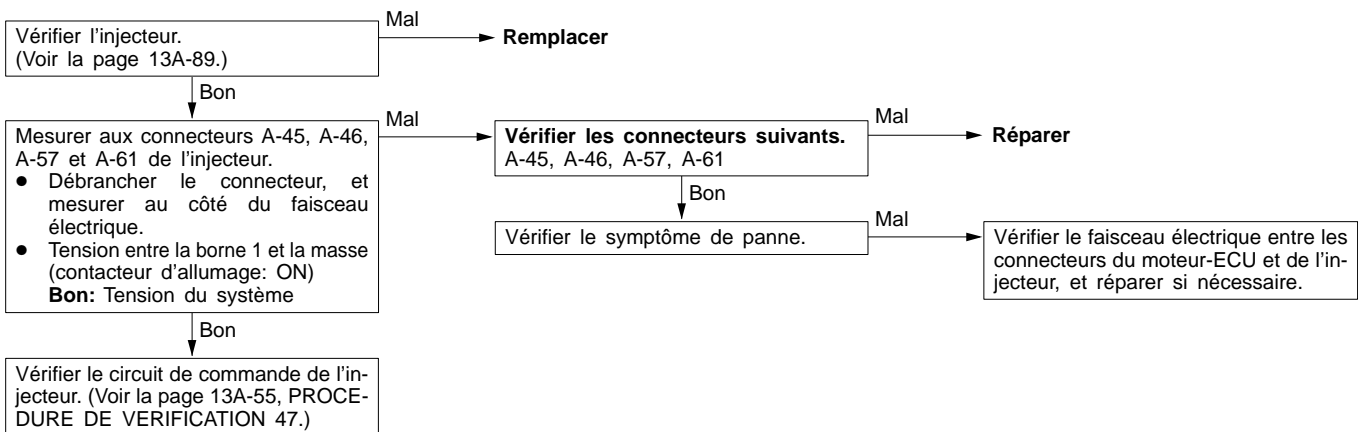 Vérifier l'injecteur.
(Voir la page 13A-89.)
Mal
Remplacer
Bon
Mesurer aux connecteurs A-45, A-46,
A-57 et A-61 de l'injecteur.
● Débrancher le connecteur, et
mesurer au côté du faisceau
électrique.
● Tension entre la borne 1 et la masse
(contacteur d'allumage: ON)
Bon: Tension du système
Mal
Vérifier les connecteurs suivants.
A-45, A-46, A-57, A-61
Mal
Réparer
Bon
Vérifier le symptôme de panne.
Mal
Vérifier le faisceau électrique entre les
connecteurs du moteur-ECU et de l'in-
jecteur, et réparer si nécessaire.
Bon
Vérifier le circuit de commande de l'in-
jecteur. (Voir la page 13A-55, PROCE-
DURE DE VERIFICATION 47.)